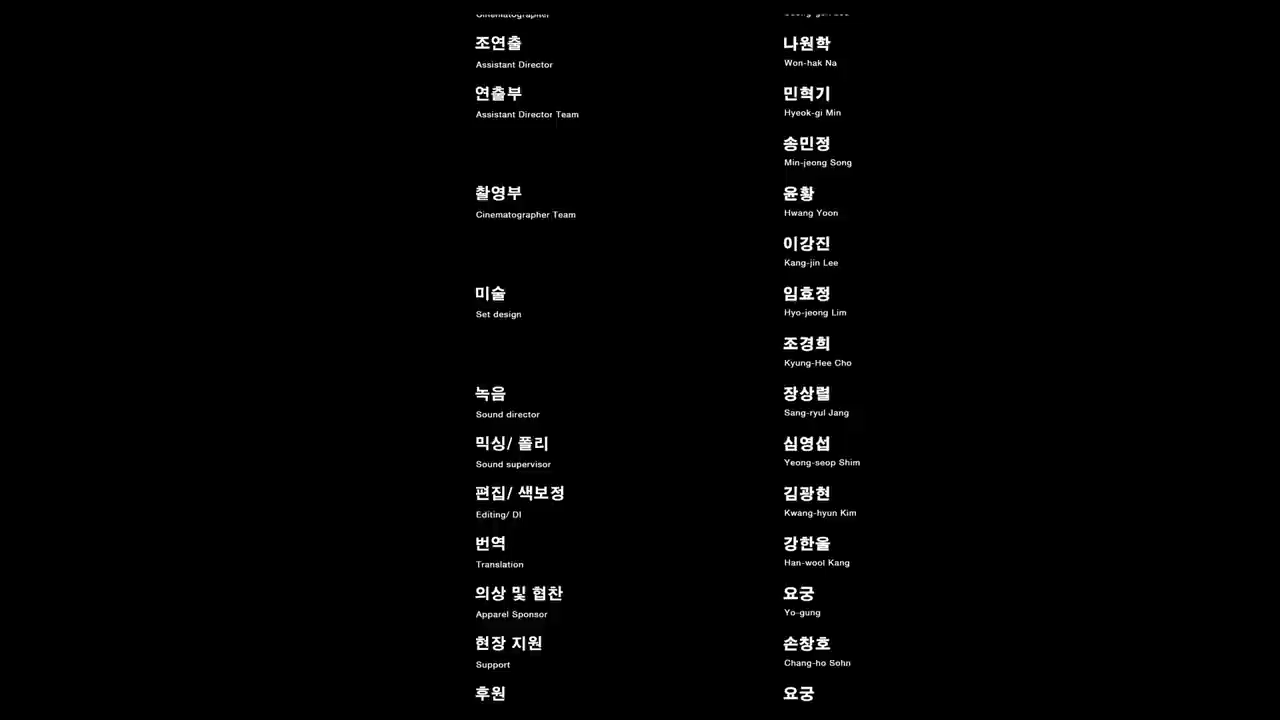 Cinematographer
조연출 나원학
Assistant Director Won-hak Na
연출부 민혁기
Assistant Director Team Hyeok-gi Min
송민정
Min-jeong Song
촬영부 윤황
Cinematographer Team Hwang Yoon
이강진
Kang-jin Lee
미술 임효정
Set design Hyo-jeong Lim
조경희
Kyung-Hee Cho
녹음 장상렬
Sound director Sang-ryul Jang
믹싱/ 폴리 심영섭
Sound supervisor Yeong-seop Shim
편집/ 색보정 김광현
Editing/ DI Kwang-hyun Kim
번역 강한울
Translation Han-wool Kang
의상 및 협찬 요궁
Apparel Sponsor Yo-gung
현장 지원 손창호
Support Chang-ho Sohn
후원 요궁